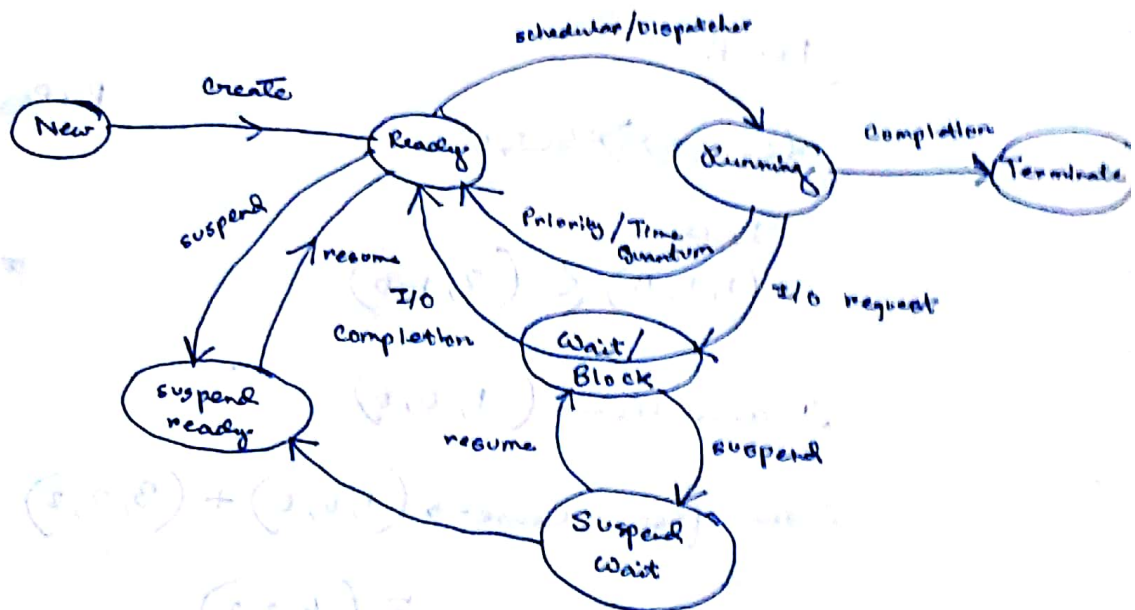 schedular/Dispatcher
Create
New
Ready
Running
Completion
Terminate
suspend
resume
Priority/Time
Quantum
I/O
Completion
I/O request
Wait/
Block
suspend
ready
resume
suspend
Suspend
Wait